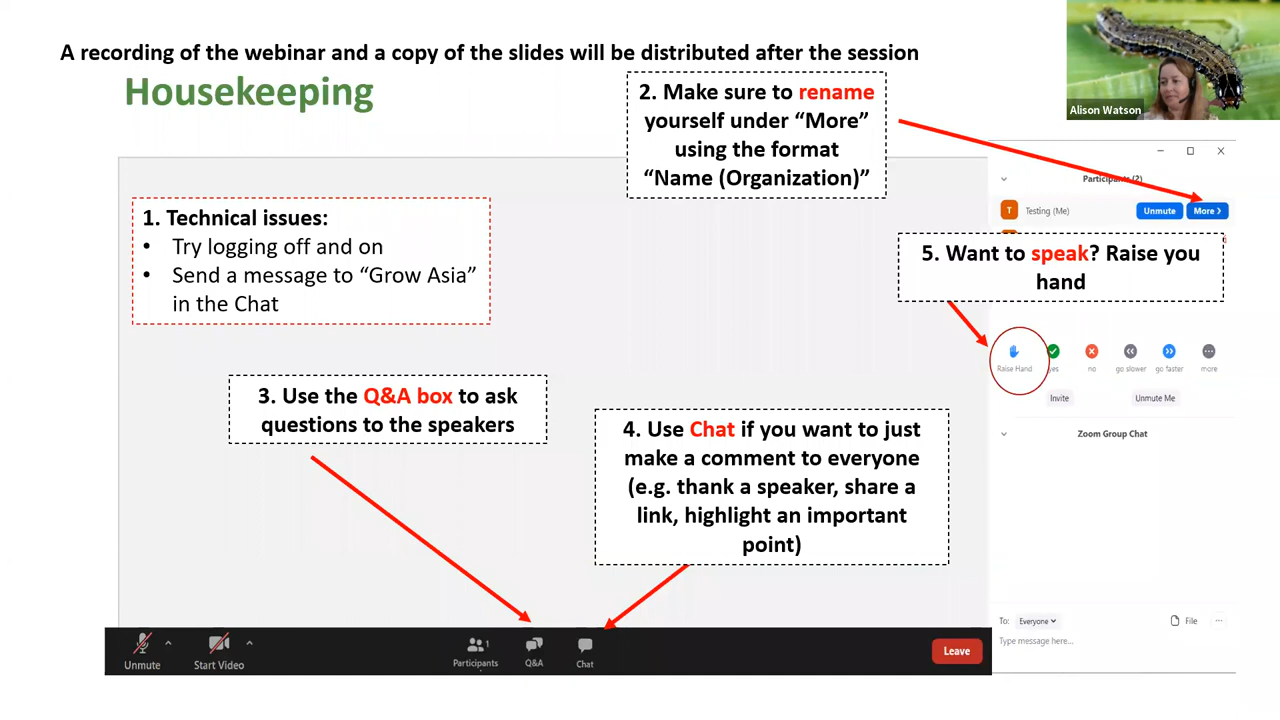 A recording of the webinar and a copy of the slides will be distributed after the session
Housekeeping
Alison Watson
1. Technical issues:
• Try logging off and on
• Send a message to “Grow Asia”
in the Chat
2. Make sure to rename
yourself under “More”
using the format
“Name (Organization)”
3. Use the Q&A box to ask
questions to the speakers
4. Use Chat if you want to just
make a comment to everyone
(e.g. thank a speaker, share a
link, highlight an important
point)
5. Want to speak? Raise you
hand
Participants (2)
T
Testing (Me)
Unmute
More
Raise Hand
yes
no
go slower
go faster
more
Invite
Unmute Me
Zoom Group Chat
To: Everyone
File
Type message here...
Unmute
Start Video
Participants
1
Q&A
Chat
Leave